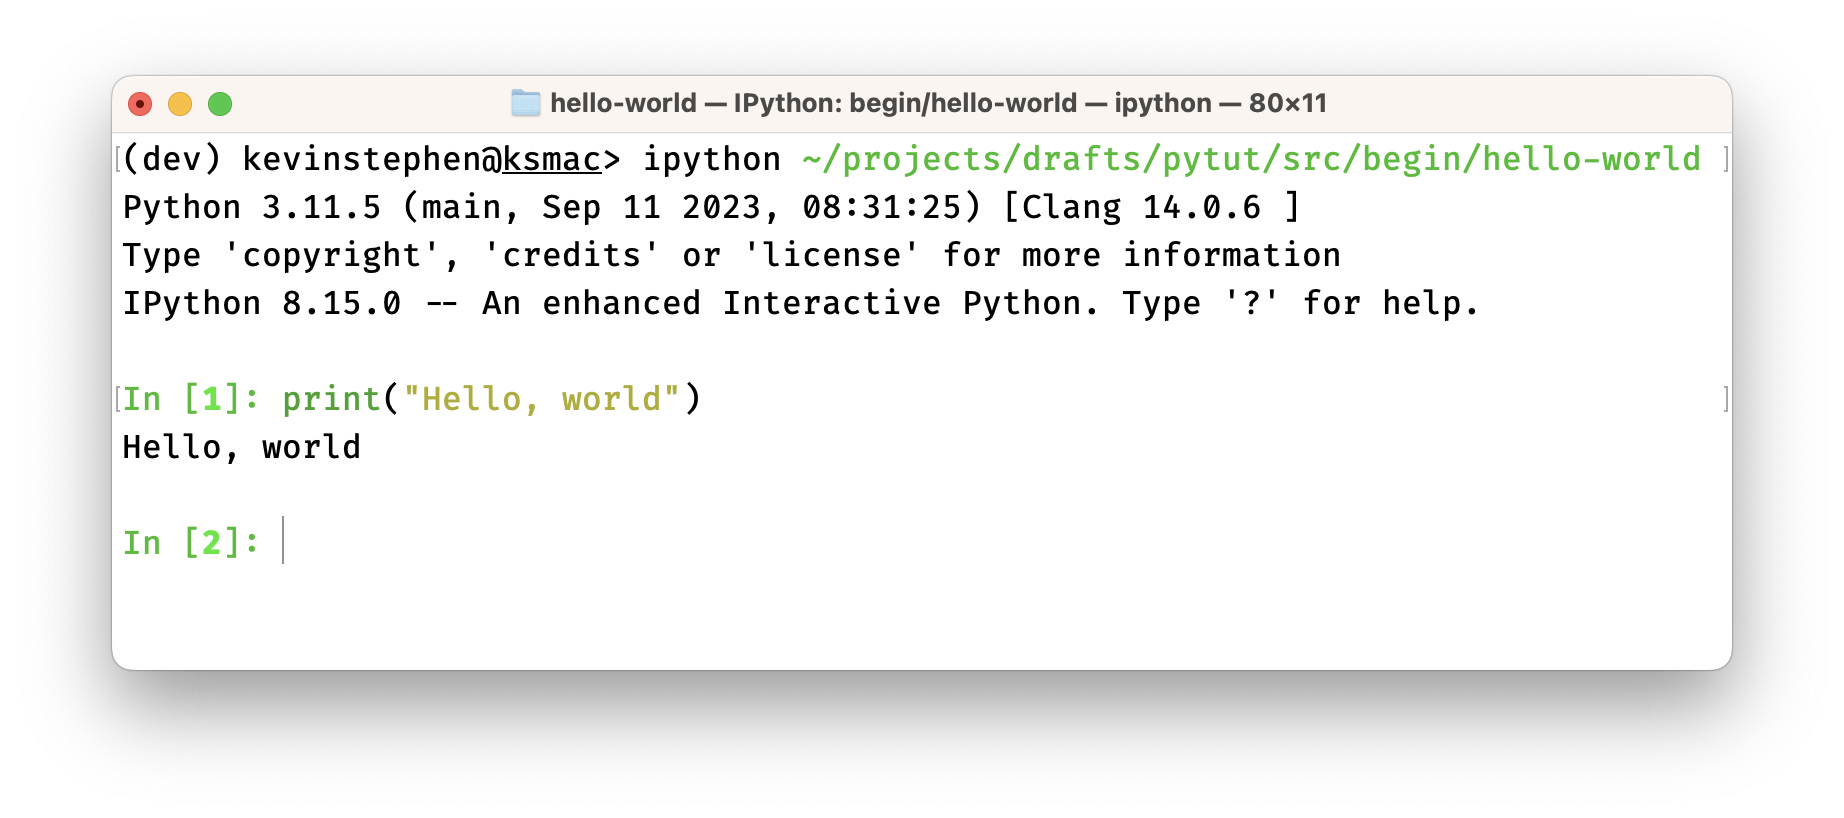 hello-world — IPython: begin/hello-world — ipython — 80×11
(dev) kevinstephen@ksmac> ipython ~/projects/drafts/pytut/src/begin/hello-world
Python 3.11.5 (main, Sep 11 2023, 08:31:25) [Clang 14.0.6 ]
Type 'copyright', 'credits' or 'license' for more information
IPython 8.15.0 -- An enhanced Interactive Python. Type '?' for help.
In [1]: print("Hello, world")
Hello, world
In [2]: